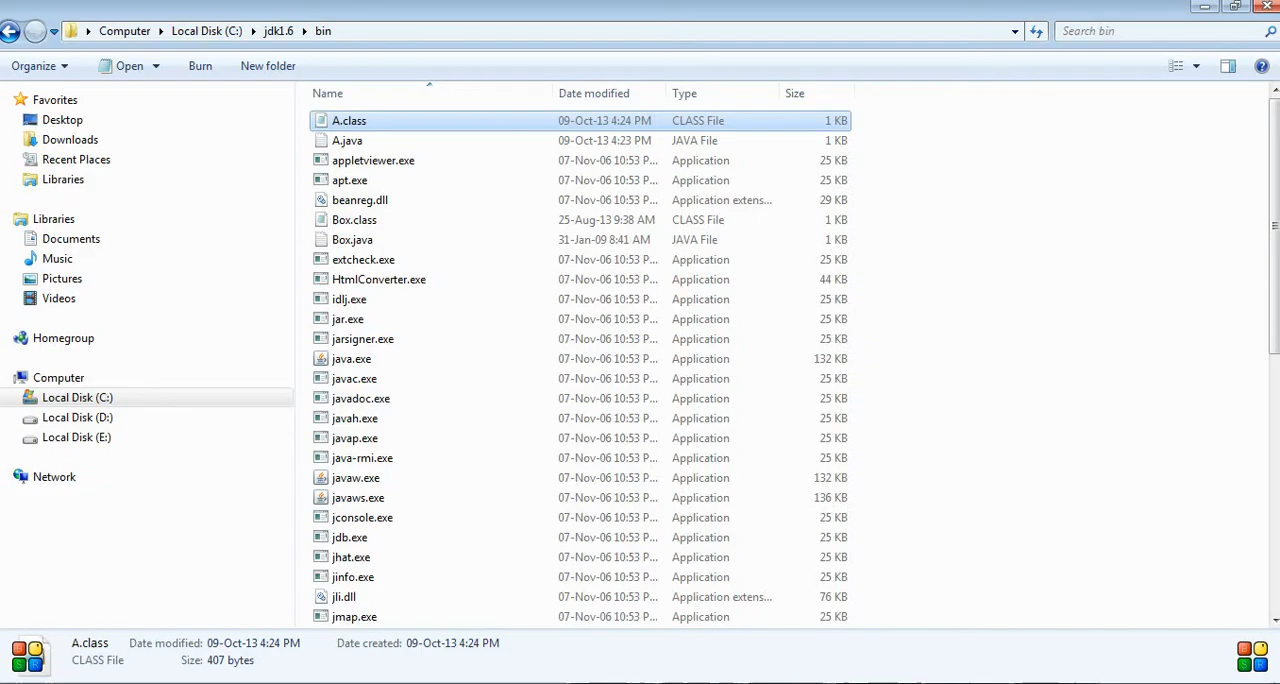 Computer Local Disk (C:) jdk1.6 bin Search bin
Organize Open Burn New folder
Favorites
Desktop
Downloads
Recent Places
Libraries
Libraries
Documents
Music
Pictures
Videos
Homegroup
Computer
Local Disk (C:)
Local Disk (D:)
Local Disk (E:)
Network
Name Date modified Type Size
A.class 09-Oct-13 4:24 PM CLASS File 1 KB
A.java 09-Oct-13 4:23 PM JAVA File 1 KB
appletviewer.exe 07-Nov-06 10:53 P... Application 25 KB
apt.exe 07-Nov-06 10:53 P... Application 25 KB
beanreg.dll 07-Nov-06 10:53 P... Application extens... 29 KB
Box.class 25-Aug-13 9:38 AM CLASS File 1 KB
Box.java 31-Jan-09 8:41 AM JAVA File 1 KB
extcheck.exe 07-Nov-06 10:53 P... Application 25 KB
HtmlConverter.exe 07-Nov-06 10:53 P... Application 44 KB
idlj.exe 07-Nov-06 10:53 P... Application 25 KB
jar.exe 07-Nov-06 10:53 P... Application 25 KB
jarsigner.exe 07-Nov-06 10:53 P... Application 25 KB
java.exe 07-Nov-06 10:53 P... Application 132 KB
javac.exe 07-Nov-06 10:53 P... Application 25 KB
javadoc.exe 07-Nov-06 10:53 P... Application 25 KB
javah.exe 07-Nov-06 10:53 P... Application 25 KB
javap.exe 07-Nov-06 10:53 P... Application 25 KB
java-rmi.exe 07-Nov-06 10:53 P... Application 25 KB
javaw.exe 07-Nov-06 10:53 P... Application 132 KB
javaws.exe 07-Nov-06 10:53 P... Application 136 KB
jconsole.exe 07-Nov-06 10:53 P... Application 25 KB
jdb.exe 07-Nov-06 10:53 P... Application 25 KB
jhat.exe 07-Nov-06 10:53 P... Application 25 KB
jinfo.exe 07-Nov-06 10:53 P... Application 25 KB
jli.dll 07-Nov-06 10:53 P... Application extens... 76 KB
jmap.exe 07-Nov-06 10:53 P... Application 25 KB
A.class Date modified: 09-Oct-13 4:24 PM Date created: 09-Oct-13 4:24 PM
CLASS File Size: 407 bytes